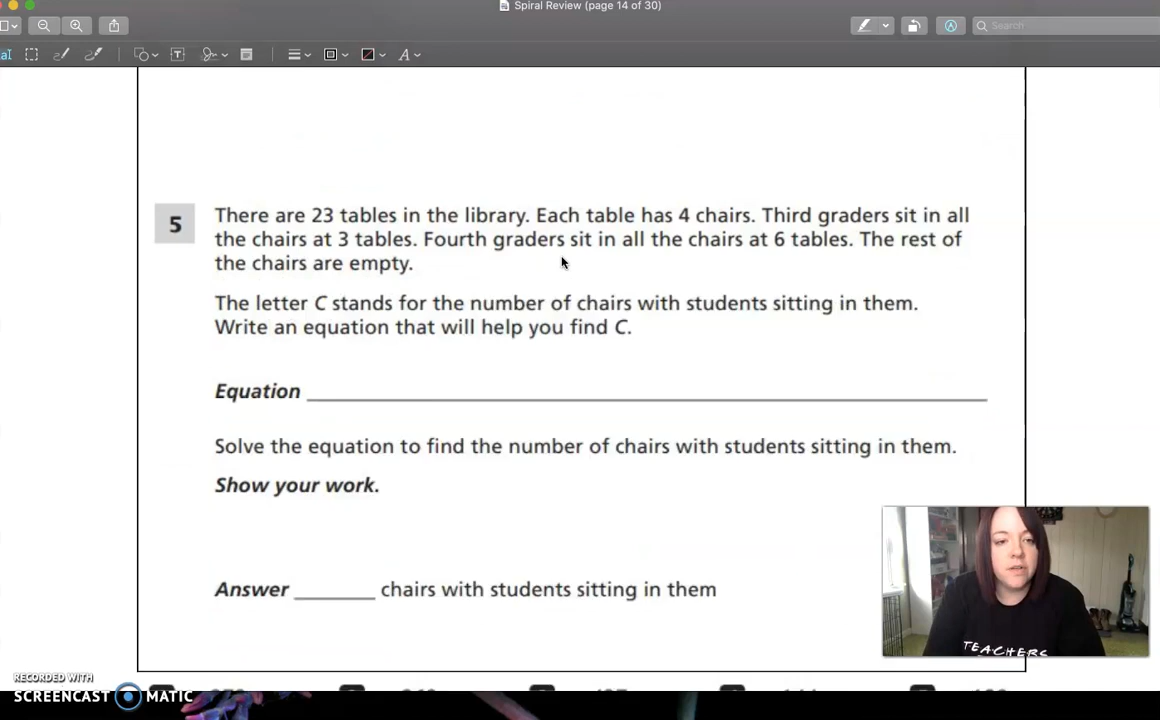 Spiral Review (page 14 of 30)
Search
5
There are 23 tables in the library. Each table has 4 chairs. Third graders sit in all
the chairs at 3 tables. Fourth graders sit in all the chairs at 6 tables. The rest of
the chairs are empty.
The letter C stands for the number of chairs with students sitting in them.
Write an equation that will help you find C.
Equation
Solve the equation to find the number of chairs with students sitting in them.
Show your work.
Answer ________ chairs with students sitting in them
TEACHERS
RECORDED WITH
SCREENCAST MATIC